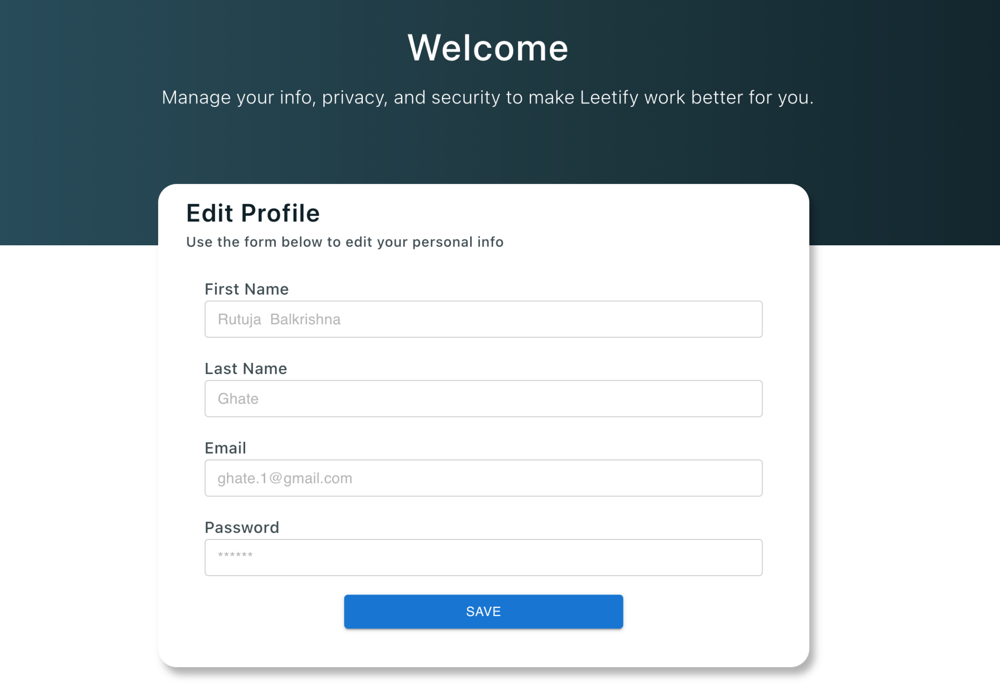 Welcome
Manage your info, privacy, and security to make Leetify work better for you.
Edit Profile
Use the form below to edit your personal info
First Name
Rutuja  Balkrishna
Last Name
Ghate
Email
ghate.1@gmail.com
Password
******
SAVE